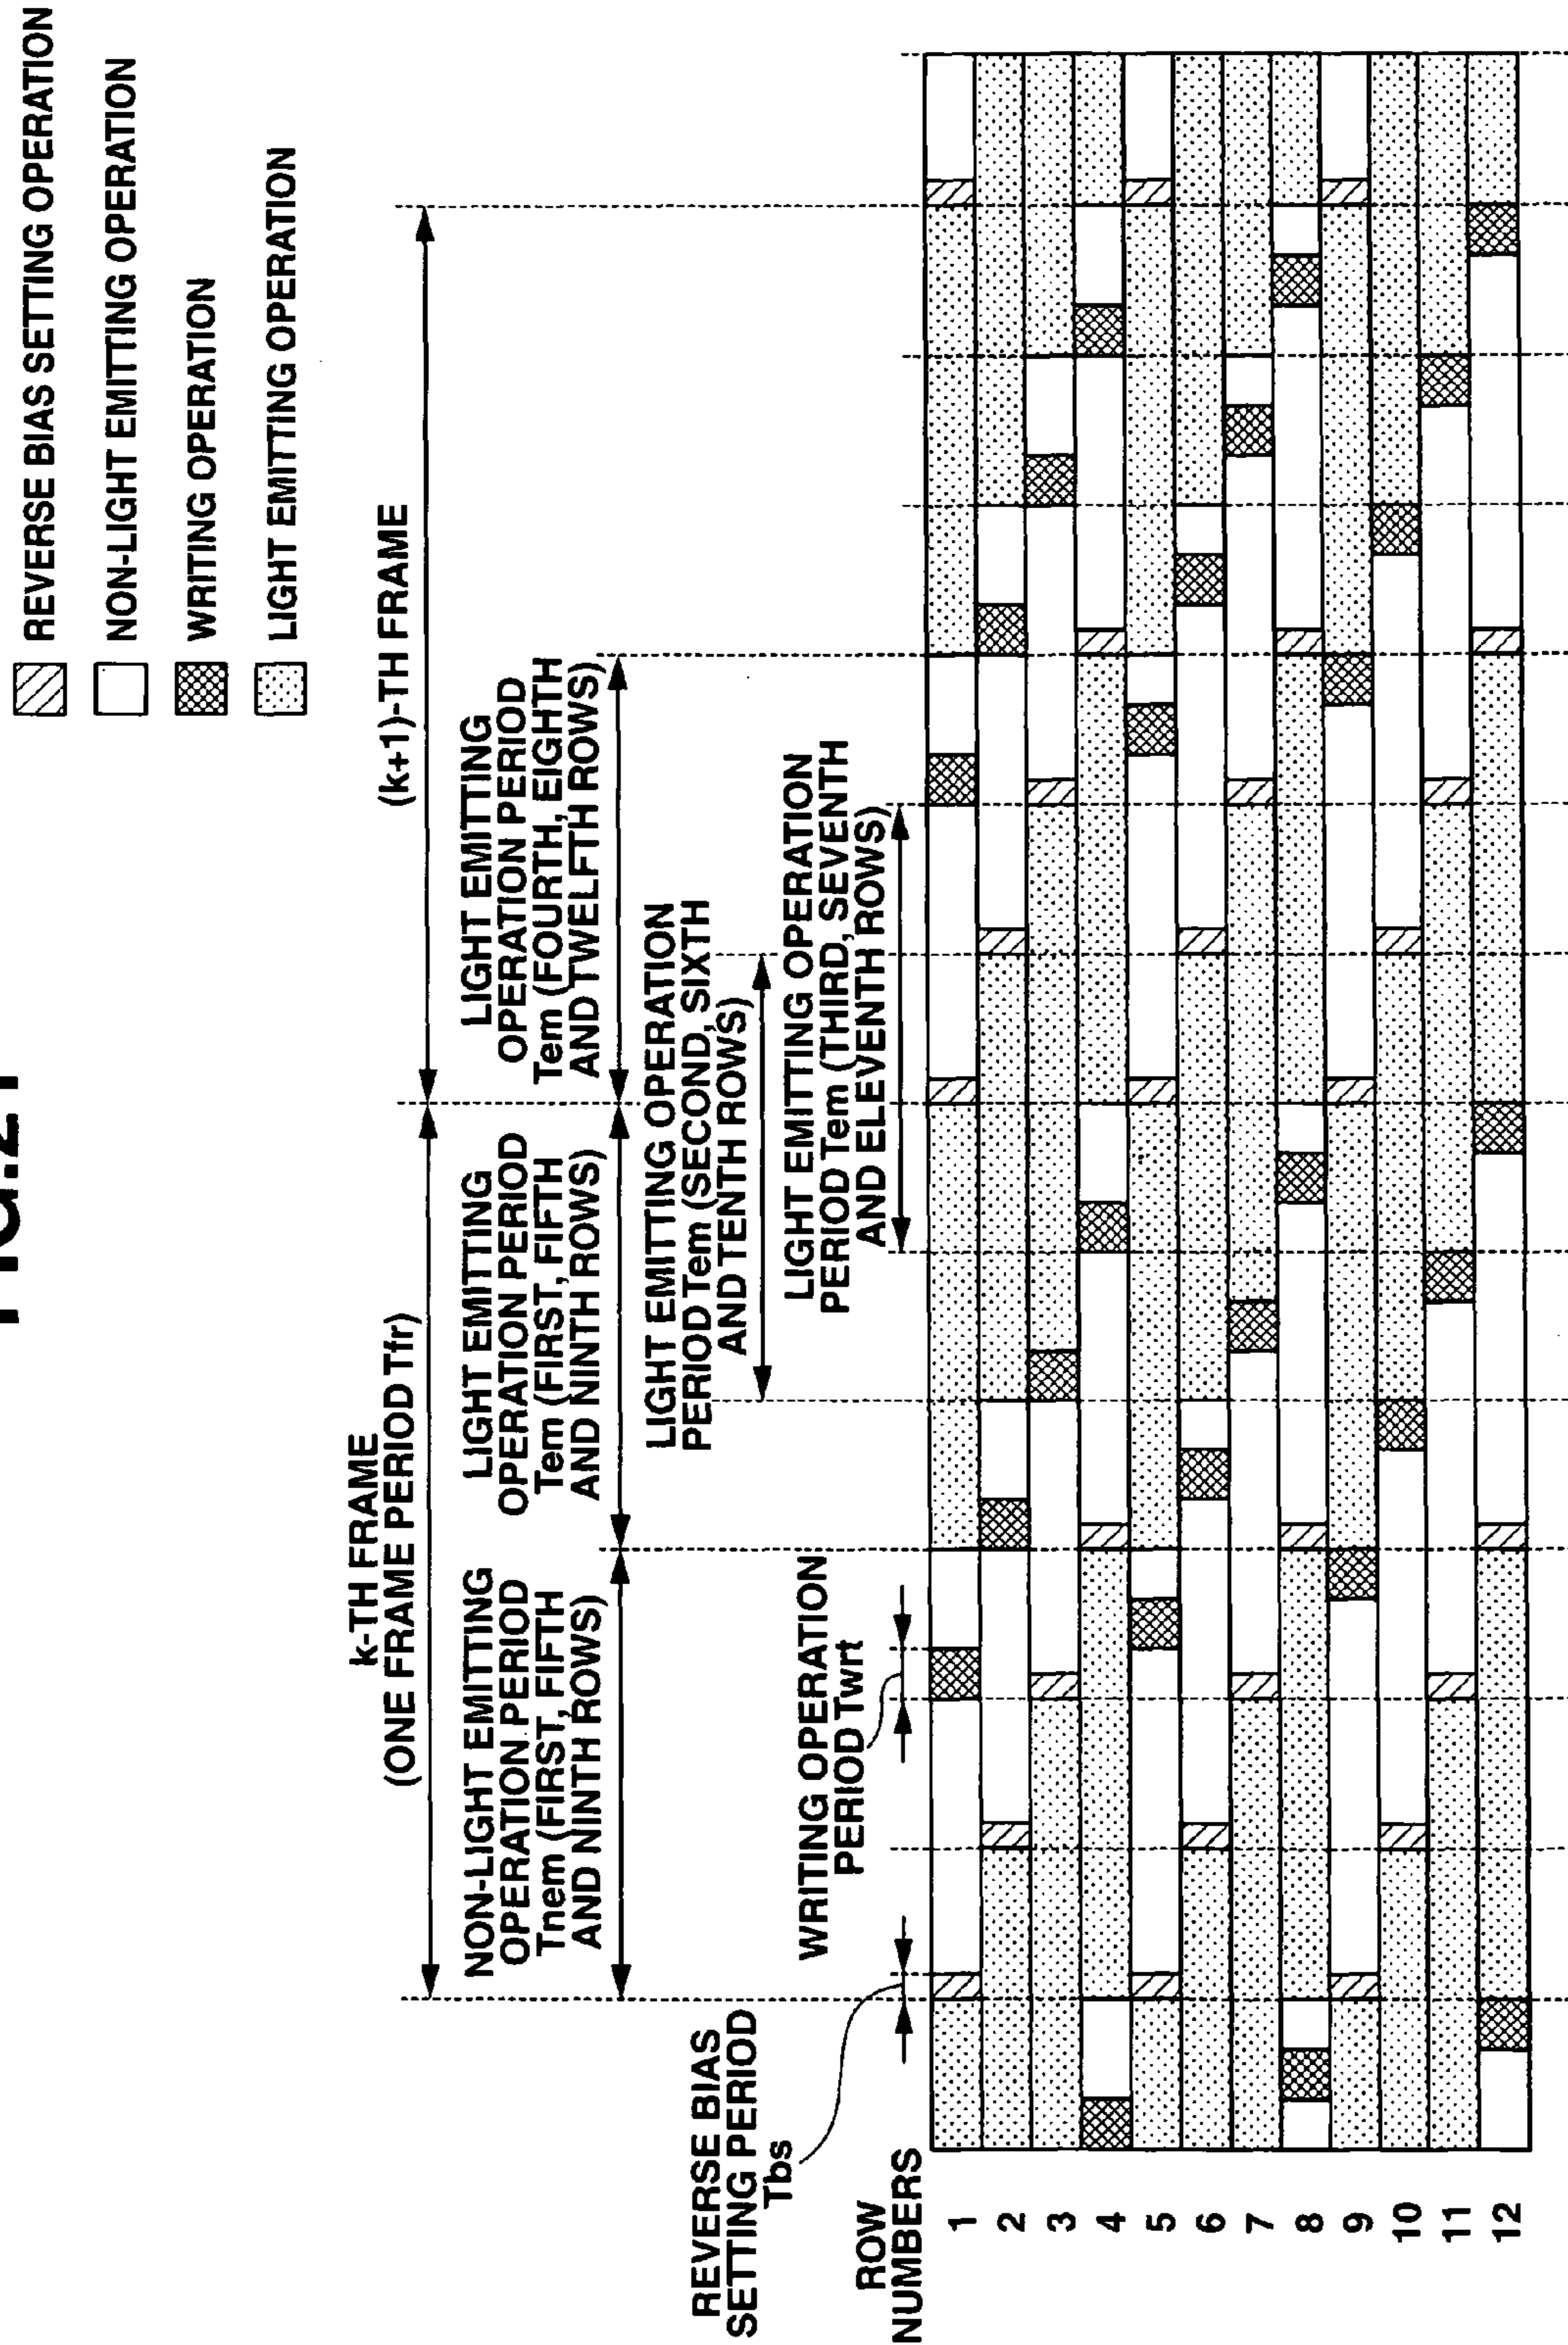 FIG.21
REVERSE BIAS SETTING OPERATION
NON-LIGHT EMITTING OPERATION
WRITING OPERATION
LIGHT EMITTING OPERATION
k-TH FRAME
(ONE FRAME PERIOD Tfr)
(k+1)-TH FRAME
NON-LIGHT EMITTING
OPERATION PERIOD
Tnem (FIRST, FIFTH
AND NINTH ROWS)
LIGHT EMITTING
OPERATION PERIOD
Tem (FIRST, FIFTH
AND NINTH ROWS)
LIGHT EMITTING
OPERATION PERIOD
Tem (FOURTH, EIGHTH
AND TWELFTH ROWS)
LIGHT EMITTING OPERATION
PERIOD Tem (SECOND, SIXTH
AND TENTH ROWS)
LIGHT EMITTING OPERATION
PERIOD Tem (THIRD, SEVENTH
AND ELEVENTH ROWS)
REVERSE BIAS
SETTING PERIOD
Tbs
WRITING OPERATION
PERIOD Twrt
ROW
NUMBERS
1
2
3
4
5
6
7
8
9
10
11
12